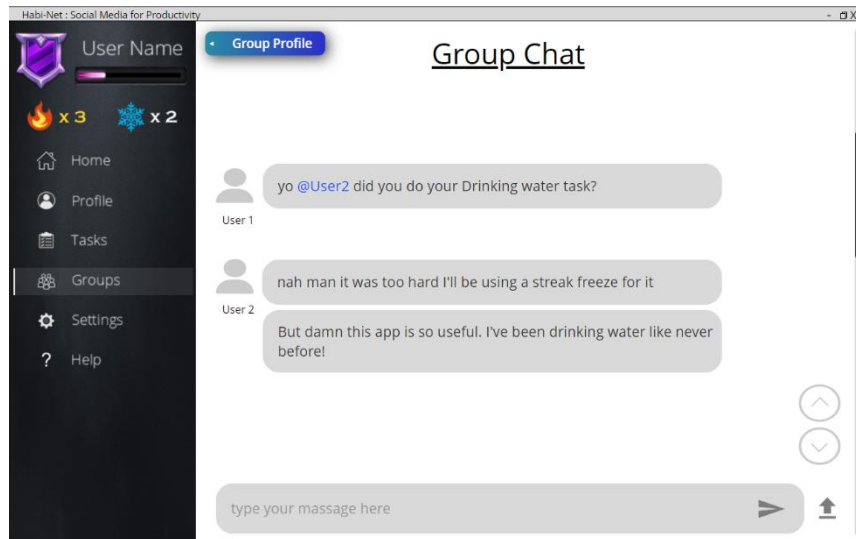 Habi-Net : Social Media for Productivity
User Name
Group Profile
Group Chat
x 3
x 2
Home
Profile
Tasks
Groups
Settings
? Help
yo @User2 did you do your Drinking water task?
User 1
nah man it was too hard I'll be using a streak freeze for it
User 2
But damn this app is so useful. I've been drinking water like never
before!
type your massage here